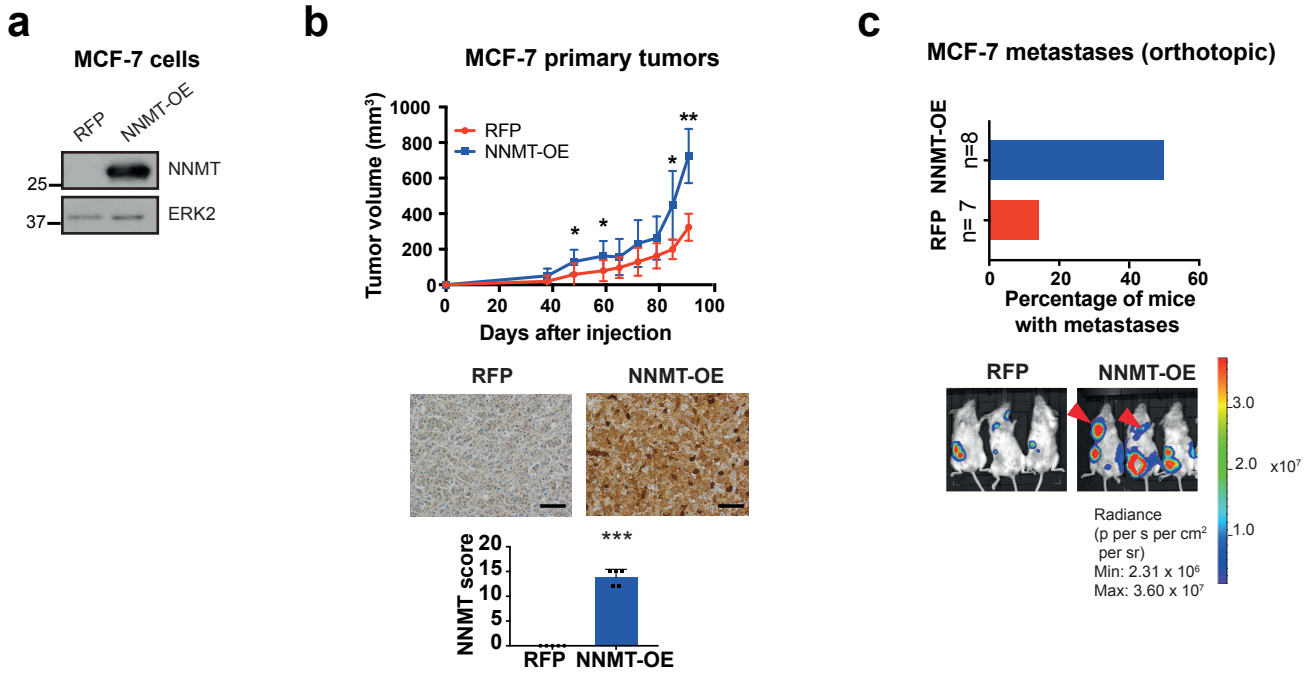 a
MCF-7 cells
RFP
NNMT-OE
NNMT
25
ERK2
37
b
MCF-7 primary tumors
Tumor volume (mm³)
1000
800
600
400
200
0
RFP
NNMT-OE
*
*
*
**
0 20 40 60 80 100
Days after injection
RFP
NNMT-OE
NNMT score
20
15
10
5
0
***
RFP NNMT-OE
c
MCF-7 metastases (orthotopic)
NNMT-OE
n=8
RFP
n= 7
0 20 40 60
Percentage of mice
with metastases
RFP
NNMT-OE
3.0
2.0
x10⁷
1.0
Radiance
(p per s per cm²
per sr)
Min: 2.31 x 10⁶
Max: 3.60 x 10⁷